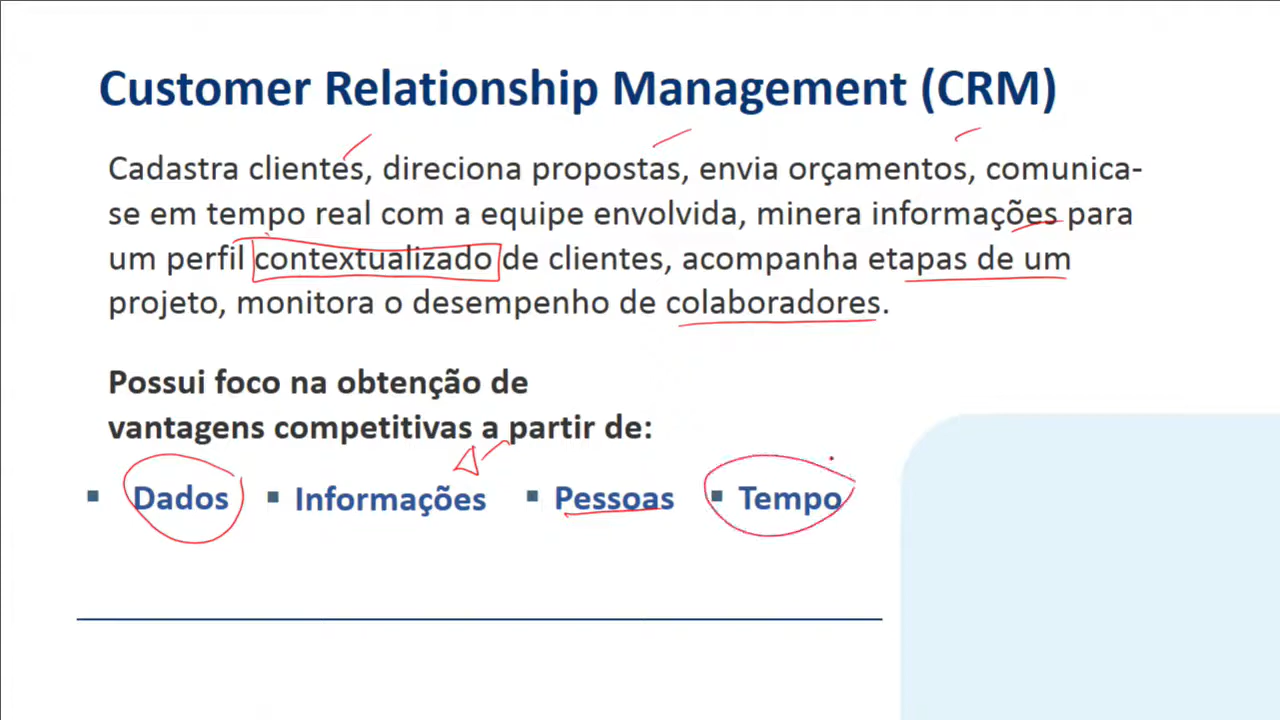 Customer Relationship Management (CRM)
Cadastra clientes, direciona propostas, envia orçamentos, comunica-
se em tempo real com a equipe envolvida, minera informações para
um perfil contextualizado de clientes, acompanha etapas de um
projeto, monitora o desempenho de colaboradores.
Possui foco na obtenção de
vantagens competitivas a partir de:
▪ Dados ▪ Informações ▪ Pessoas ▪ Tempo